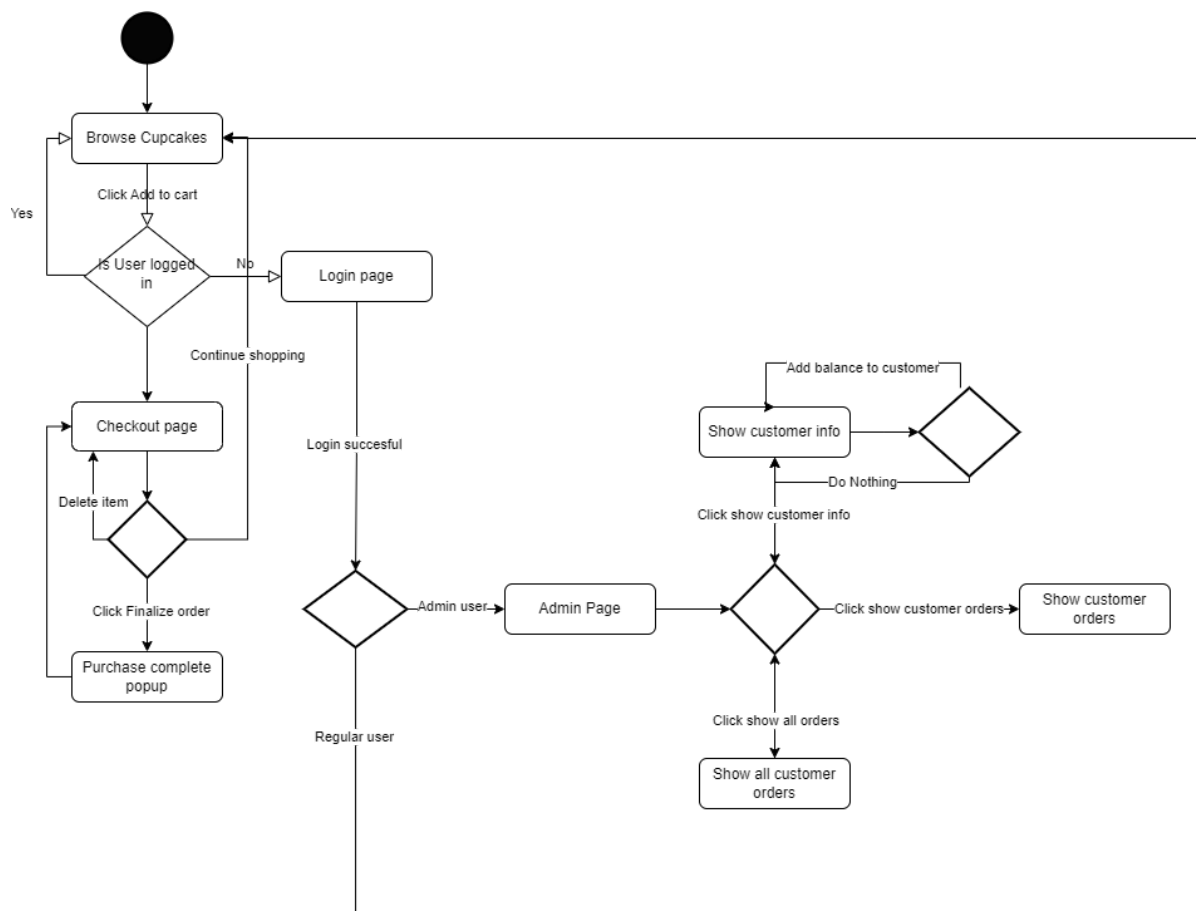 Browse Cupcakes
Click Add to cart
Yes
Is User logged
in
No
Login page
Continue shopping
Add balance to customer
Checkout page
Show customer info
Login succesful
Delete item
Do Nothing
Click show customer info
Click Finalize order
Admin user
Admin Page
Click show customer orders
Show customer
orders
Purchase complete
popup
Regular user
Click show all orders
Show all customer
orders